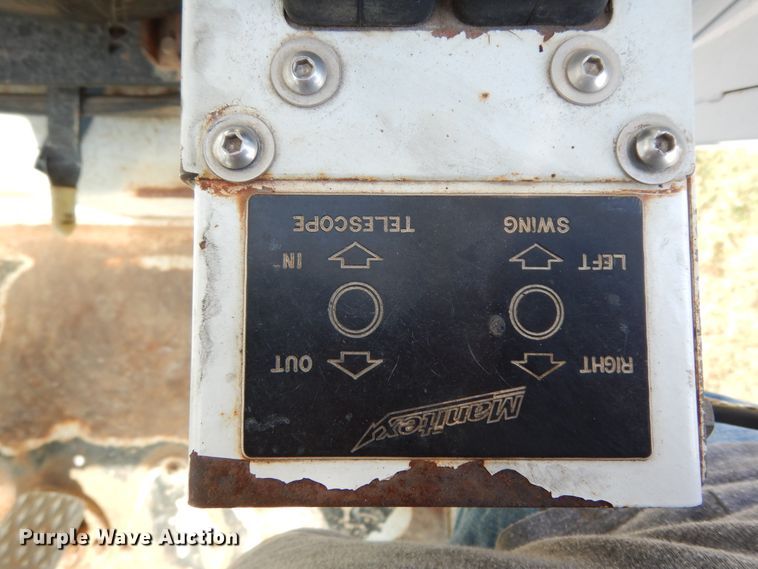 Manitex
RIGHT
OUT
LEFT
IN
SWING
TELESCOPE
Purple Wave Auction